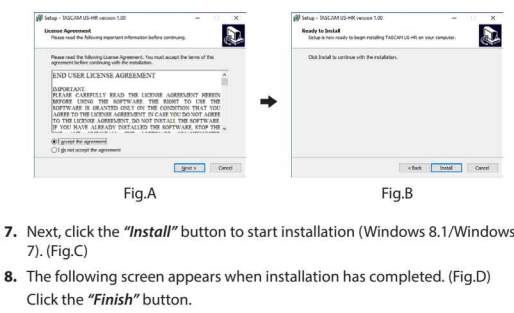 Setup - TASCAM US-HR version 1.00
License Agreement
Please read the following important information before continuing.
Please read the following License Agreement. You must accept the terms of this
agreement before continuing with the installation.
END USER LICENSE AGREEMENT
IMPORTANT:
PLEASE CAREFULLY READ THE LICENSE AGREEMENT HEREIN
BEFORE USING THE SOFTWARE. THE RIGHT TO USE THE
SOFTWARE IS GRANTED ONLY ON THE CONDITION THAT YOU
AGREE TO THE LICENSE AGREEMENT. IN CASE YOU DO NOT AGREE
TO THE LICENSE AGREEMENT, DO NOT INSTALL THE SOFTWARE.
IF YOU HAVE ALREADY INSTALLED THE SOFTWARE, STOP THE
I accept the agreement
I do not accept the agreement
Next > Cancel
Fig.A
Setup - TASCAM US-HR version 1.00
Ready to Install
Setup is now ready to begin installing TASCAM US-HR on your computer.
Click Install to continue with the installation.
< Back Install Cancel
Fig.B
7. Next, click the "Install" button to start installation (Windows 8.1/Windows
7). (Fig.C)
8. The following screen appears when installation has completed. (Fig.D)
Click the "Finish" button.